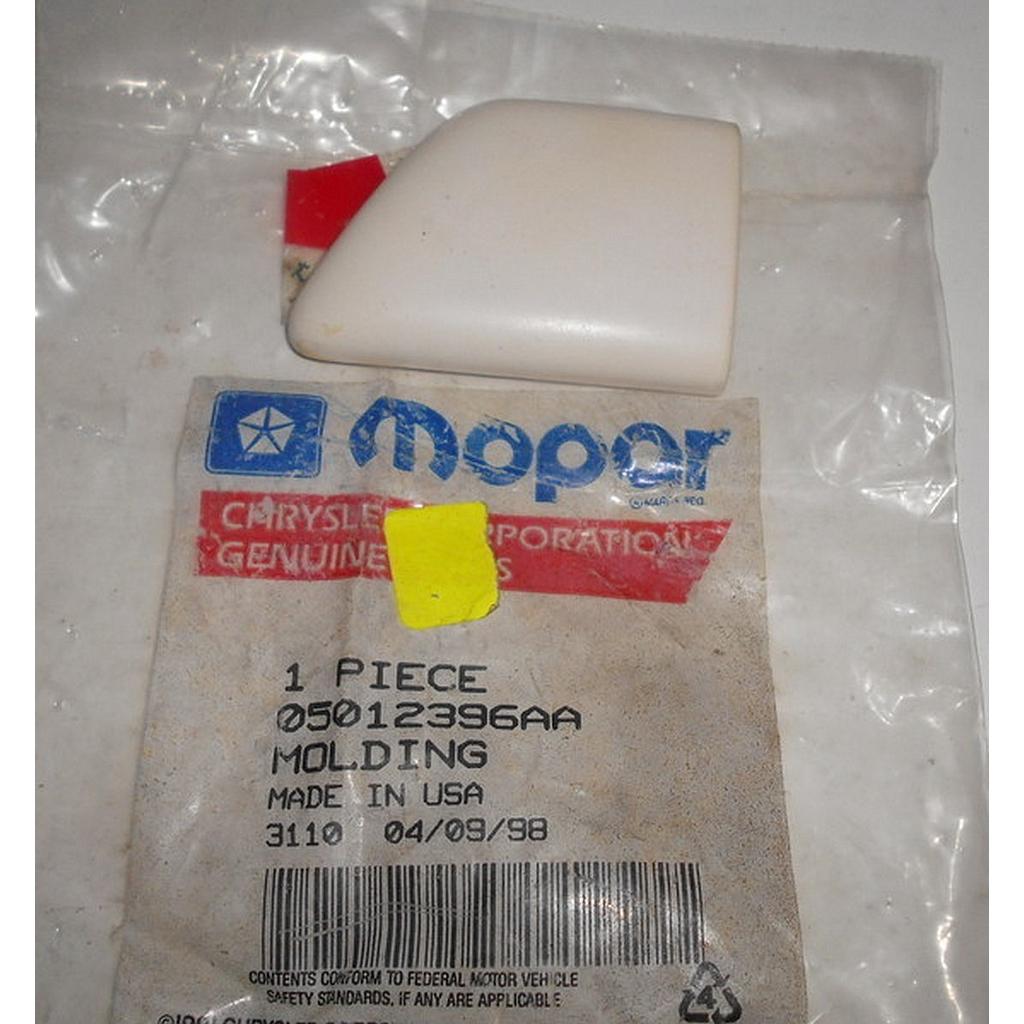 Mopar
CHRYSLE RPORATION
GENUINE S
1 PIECE
05012396AA
MOLDING
MADE IN USA
3110 04/09/98
CONTENTS CONFORM TO FEDERAL MOTOR VEHICLE
SAFETY STANDARDS, IF ANY ARE APPLICABLE
4
CHRYSLER